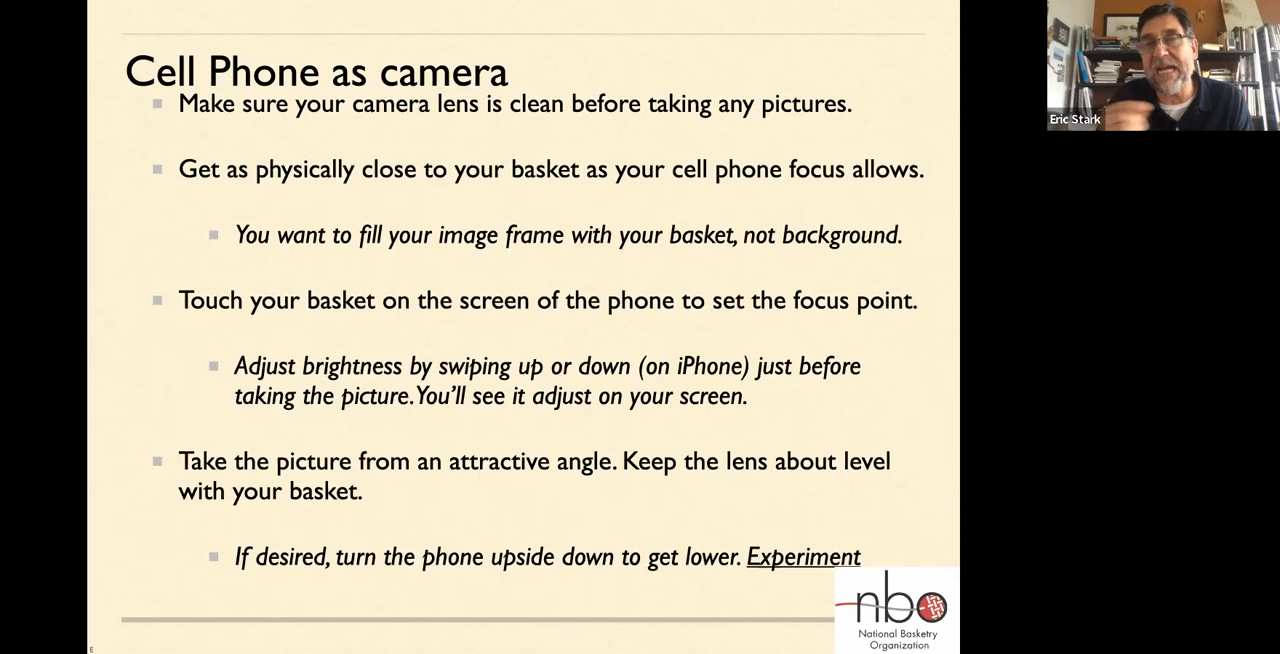 Cell Phone as camera
Make sure your camera lens is clean before taking any pictures.
Get as physically close to your basket as your cell phone focus allows.
You want to fill your image frame with your basket, not background.
Touch your basket on the screen of the phone to set the focus point.
Adjust brightness by swiping up or down (on iPhone) just before
taking the picture. You’ll see it adjust on your screen.
Take the picture from an attractive angle. Keep the lens about level
with your basket.
If desired, turn the phone upside down to get lower. Experiment
nbo
National Basketry
Organization
E
Eric Stark